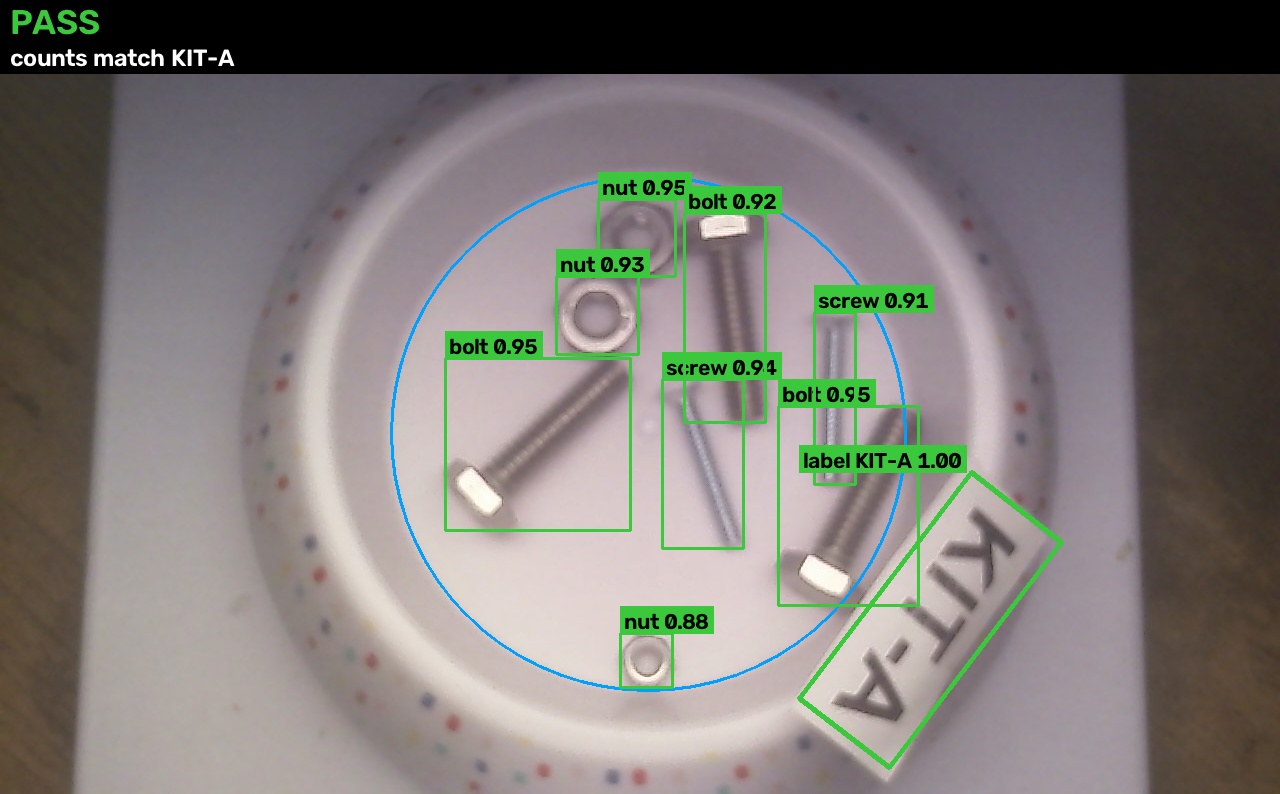 PASS
counts match KIT-A
nut 0.95
bolt 0.92
nut 0.93
screw 0.91
bolt 0.95
screw 0.94
bolt 0.95
label KIT-A 1.00
KIT-A
nut 0.88